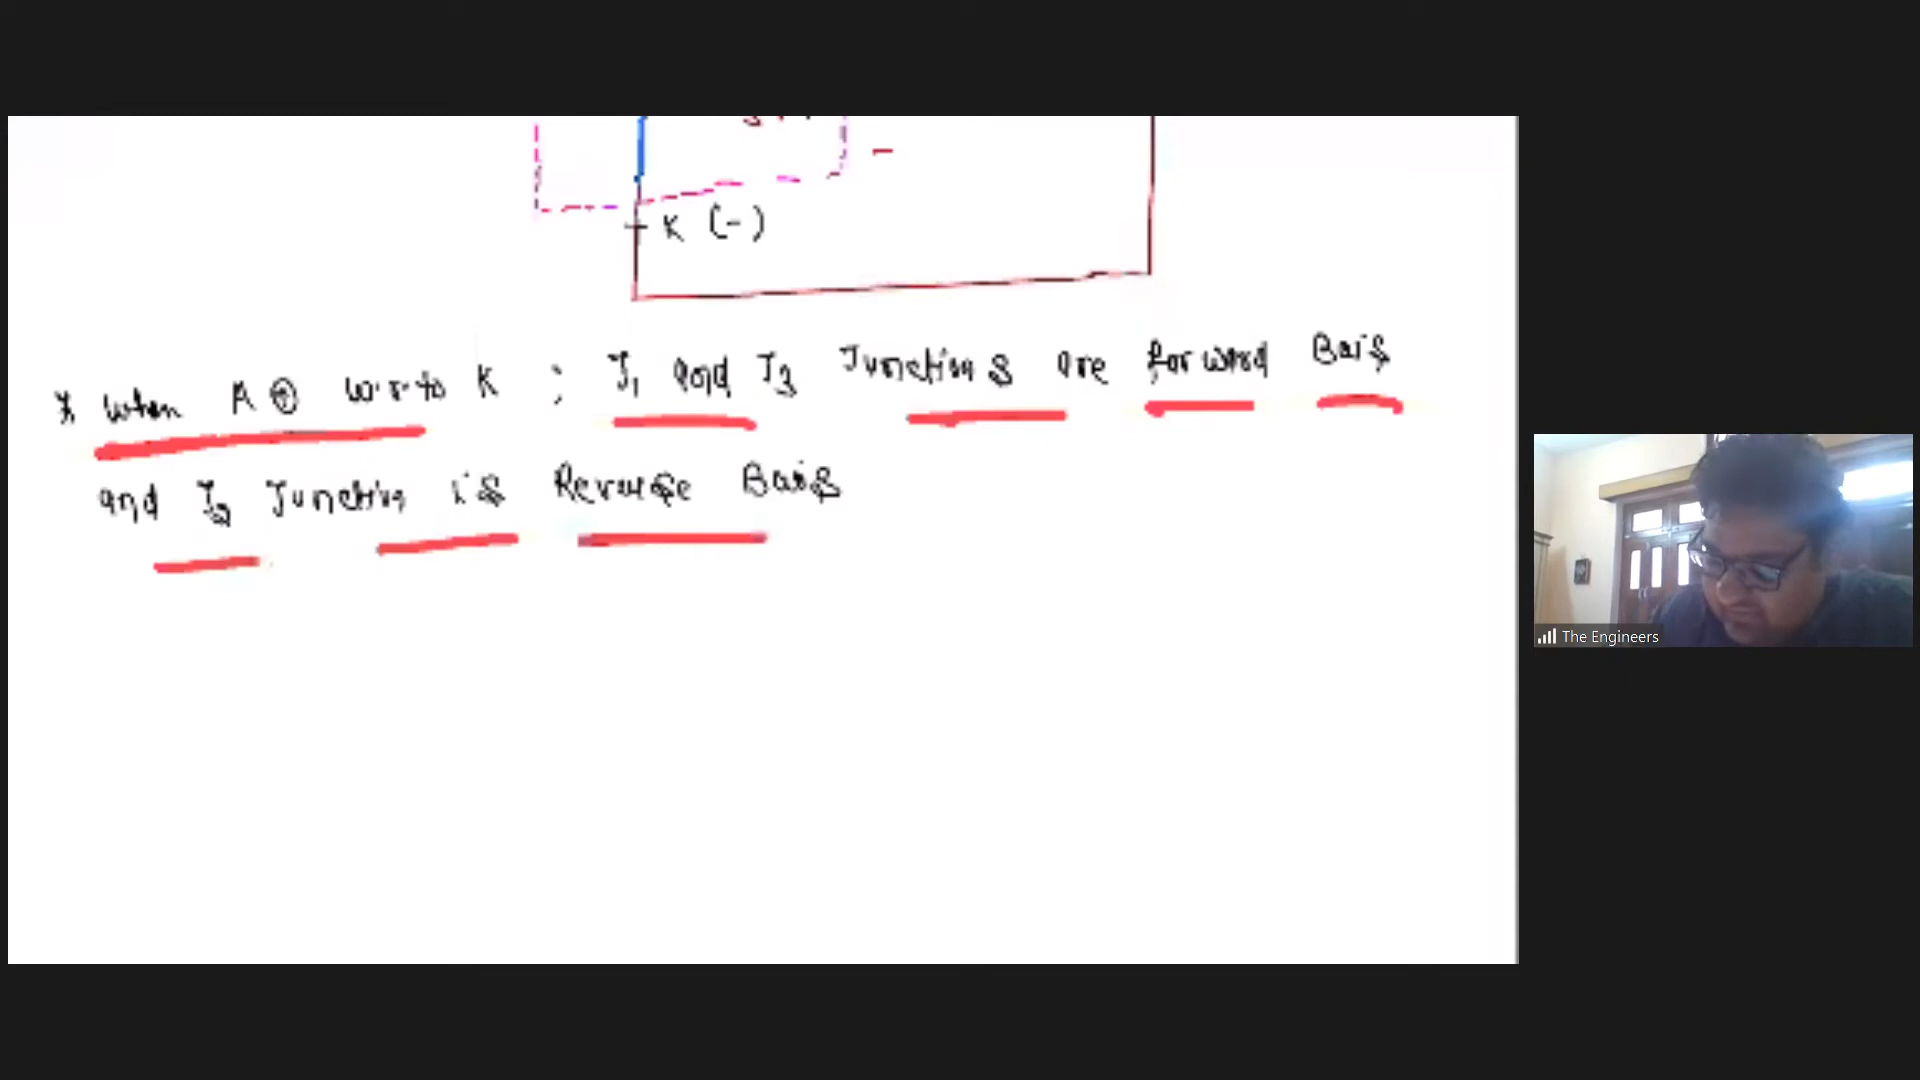 K (-)
* when A ⊕ w.r.to K ; J1 and J3 Junctions are forward Bais
and J2 Junction is Reverse Bais
The Engineers